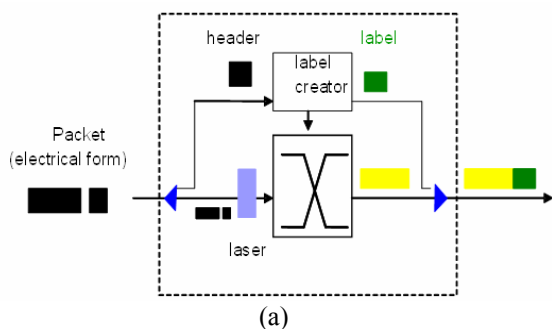 header
label
label
creator
Packet
(electrical form)
laser
(a)